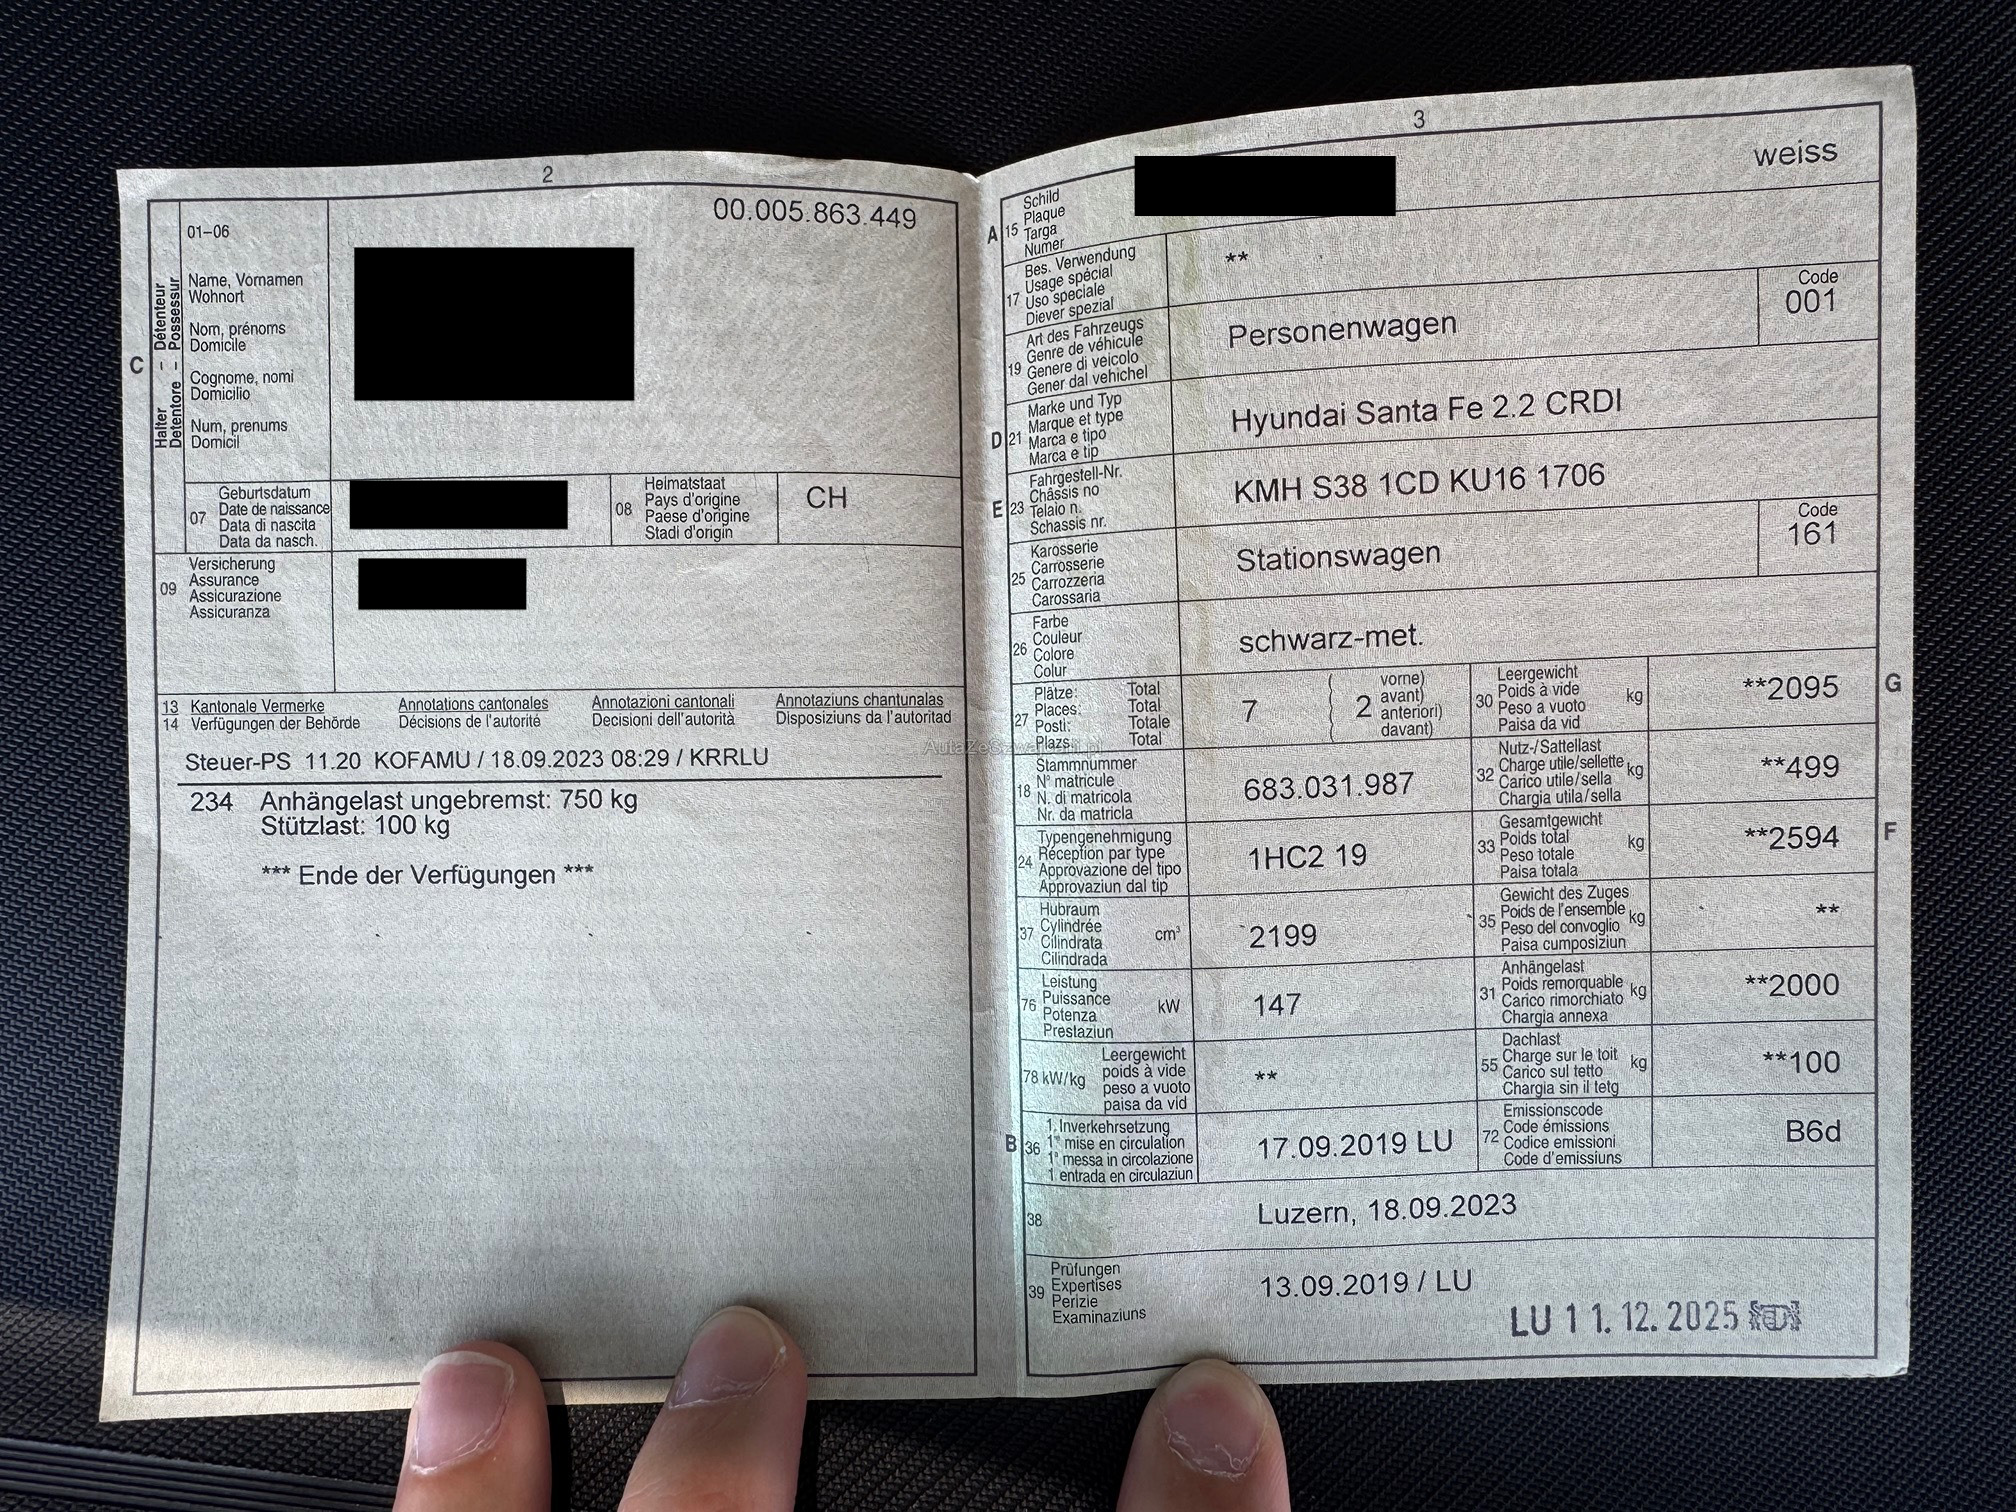 2
00.005.863.449
01–06
C
Halter – Détenteur
Detentore – Possessur
Name, Vornamen
Wohnort
Nom, prénoms
Domicile
Cognome, nomi
Domicilio
Num, prenums
Domicil
07
Geburtsdatum
Date de naissance
Data di nascita
Data da nasch.
08
Heimatstaat
Pays d'origine
Paese d'origine
Stadi d'origin
CH
09
Versicherung
Assurance
Assicurazione
Assicuranza
13 Kantonale Vermerke Annotations cantonales Annotazioni cantonali Annotaziuns chantunalas
14 Verfügungen der Behörde Décisions de l'autorité Decisioni dell'autorità Disposiziuns da l'autoritad
Steuer-PS 11.20 KOFAMU / 18.09.2023 08:29 / KRRLU
234 Anhängelast ungebremst: 750 kg
Stützlast: 100 kg
*** Ende der Verfügungen ***
AutaZeSzwajcarii.pl
3
weiss
A 15
Schild
Plaque
Targa
Numer
17
Bes. Verwendung
Usage spécial
Uso speciale
Diever spezial
**
19
Art des Fahrzeugs
Genre de véhicule
Genere di veicolo
Gener dal vehichel
Personenwagen
Code
001
D 21
Marke und Typ
Marque et type
Marca e tipo
Marca e tip
Hyundai Santa Fe 2.2 CRDI
E 23
Fahrgestell-Nr.
Châssis no
Telaio n.
Schassis nr.
KMH S38 1CD KU16 1706
25
Karosserie
Carrosserie
Carrozzeria
Carossaria
Stationswagen
Code
161
26
Farbe
Couleur
Colore
Colur
schwarz-met.
27
Plätze: Total
Places: Total
Posti: Totale
Plazs: Total
7
2
vorne)
( avant)
( anteriori)
davant)
30
Leergewicht
Poids à vide kg
Peso a vuoto
Paisa da vid
**2095
G
18
Stammnummer
N° matricule
N. di matricola
Nr. da matricla
683.031.987
32
Nutz-/Sattellast
Charge utile/sellette kg
Carico utile/sella
Chargia utila/sella
**499
24
Typengenehmigung
Réception par type
Approvazione del tipo
Approvaziun dal tip
1HC2 19
33
Gesamtgewicht
Poids total kg
Peso totale
Paisa totala
**2594
F
37
Hubraum
Cylindrée cm³
Cilindrata
Cilindrada
2199
35
Gewicht des Zuges
Poids de l'ensemble kg
Peso del convoglio
Paisa cumposiziun
**
76
Leistung
Puissance kW
Potenza
Prestaziun
147
31
Anhängelast
Poids remorquable kg
Carico rimorchiato
Chargia annexa
**2000
78 kW/kg
Leergewicht
poids à vide
peso a vuoto
paisa da vid
**
55
Dachlast
Charge sur le toit kg
Carico sul tetto
Chargia sin il tetg
**100
B 36
1. Inverkehrsetzung
1° mise en circulation
1° messa in circolazione
1 entrada en circulaziun
17.09.2019 LU
72
Emissionscode
Code émissions
Codice emissioni
Code d'emissiuns
B6d
38
Luzern, 18.09.2023
39
Prüfungen
Expertises
Perizie
Examinaziuns
13.09.2019 / LU
LU 11.12.2025